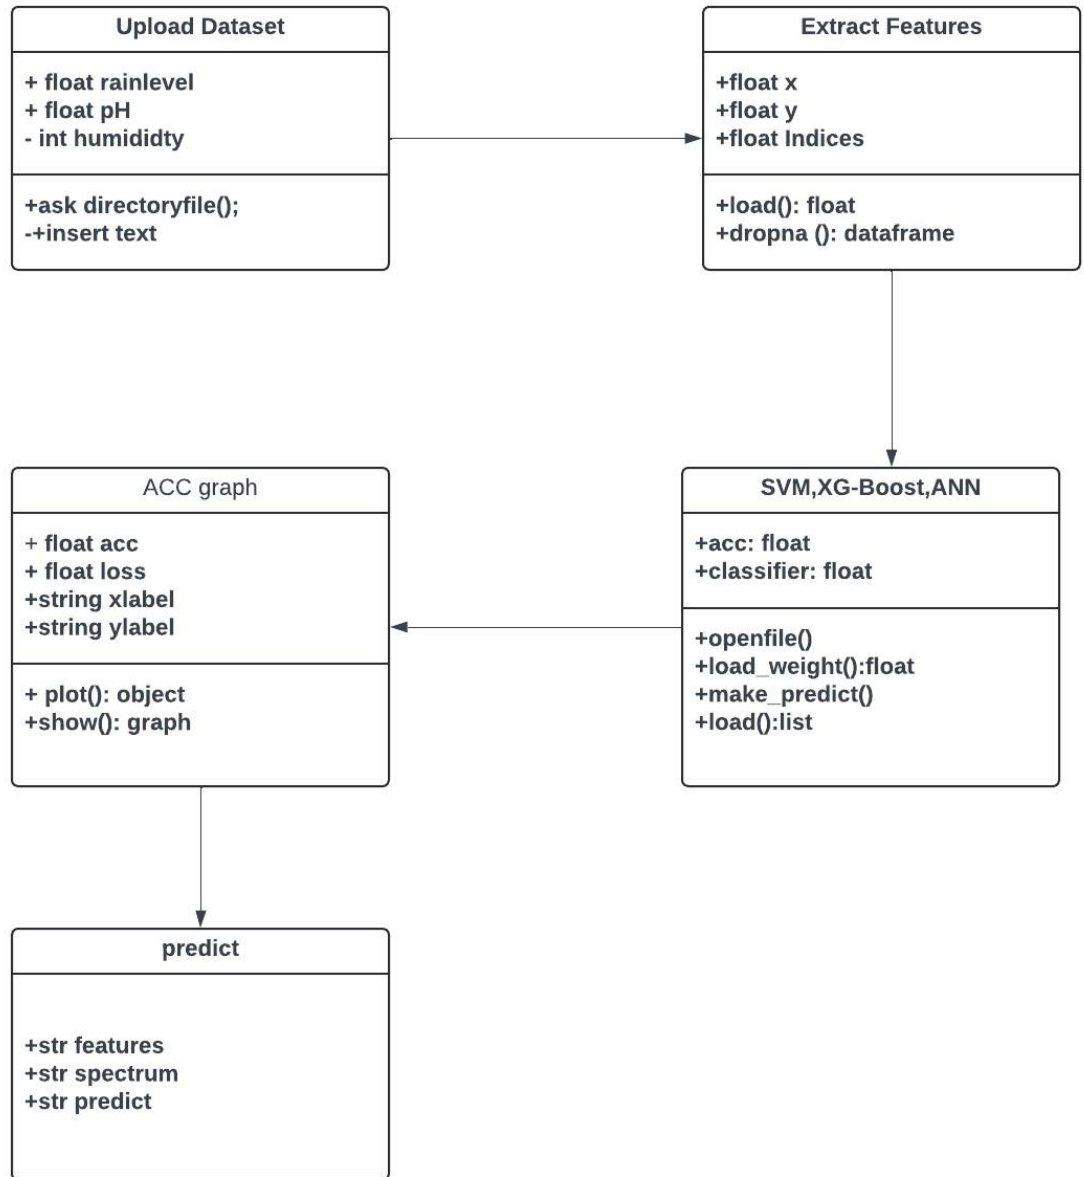 Upload Dataset
+ float rainlevel
+ float pH
- int humididty
+ask directoryfile();
-+insert text
Extract Features
+float x
+float y
+float Indices
+load(): float
+dropna (): dataframe
SVM,XG-Boost,ANN
+acc: float
+classifier: float
+openfile()
+load_weight():float
+make_predict()
+load():list
ACC graph
+ float acc
+ float loss
+string xlabel
+string ylabel
+ plot(): object
+show(): graph
predict
+str features
+str spectrum
+str predict